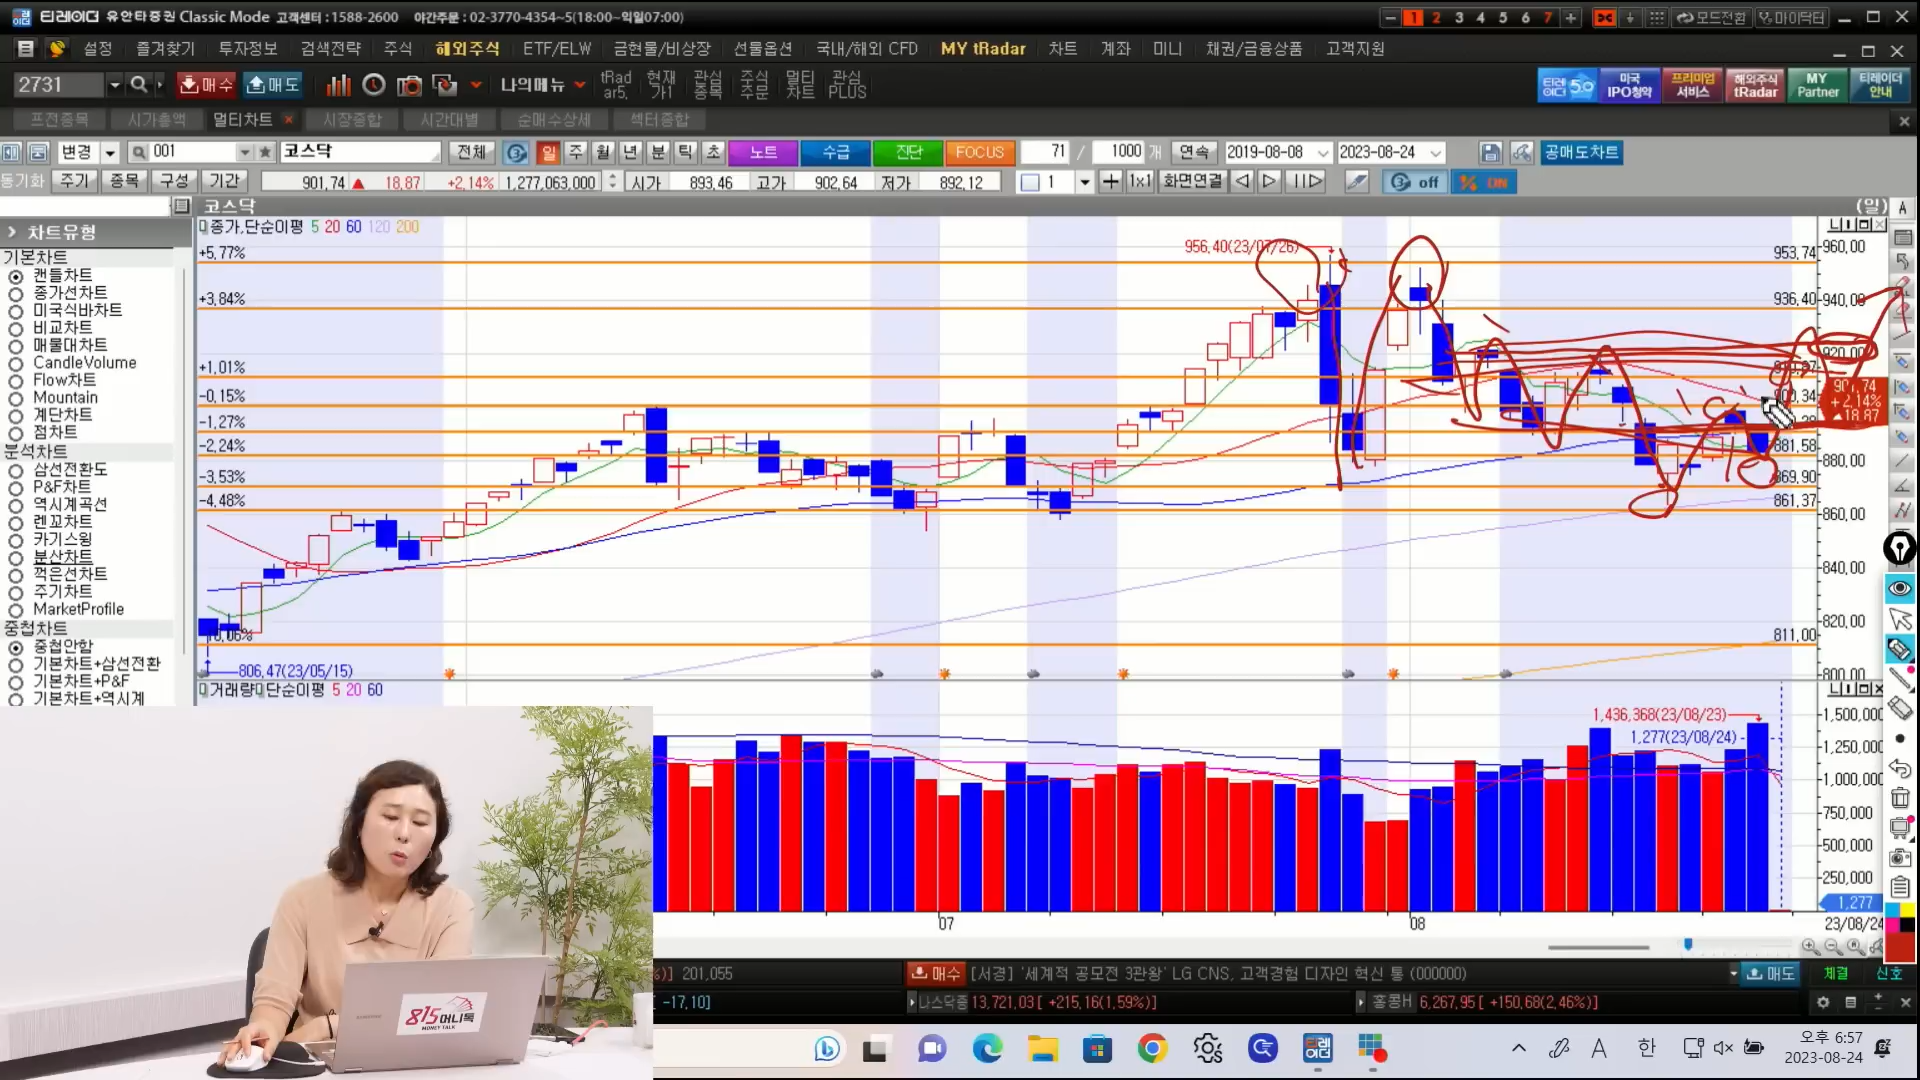 티레이더 유안타증권 Classic Mode 고객센터 : 1588-2600 야간주문 : 02-3770-4354~5(18:00~익일07:00)
1 2 3 4 5 6 7 모드전환 마이닥터
설정 즐겨찾기 투자정보 검색전략 주식 해외주식 ETF/ELW 금현물/비상장 선물옵션 국내/해외 CFD MY tRadar 차트 계좌 미니 채권/금융상품 고객지원
2731 매수 매도 나의메뉴 tRadar5, 현재가1 관심종목 주식주문 멀티차트 관심PLUS
티레이더 5.0 미국 IPO청약 프리미엄 서비스 해외주식 tRadar MY Partner 티레이더 안내
프전종목 시가총액 멀티차트 시장종합 시간대별 순매수상세 섹터종합
변경 001 코스닥 전체 일 주 월 년 분 틱 초 노트 수급 진단 FOCUS 71 / 1000 개 연속 2019-08-08 2023-08-24 공매도차트
동기화 주기 종목 구성 기간 901,74 ▲ 18,87 +2,14% 1,277,063,000 시가 893,46 고가 902,64 저가 892,12 1 1x1 화면연결 off ON
코스닥 (일)
차트유형
기본차트
캔들차트
종가선차트
미국식바차트
비교차트
매물대차트
CandleVolume
Flow차트
Mountain
계단차트
점차트
분석차트
삼선전환도
P&F차트
역시계곡선
렌꼬차트
카기스윙
분산차트
꺽은선차트
주기차트
MarketProfile
중첩차트
중첩안함
기본차트+삼선전환
기본차트+P&F
기본차트+역시계
종가,단순이평 5 20 60 120 200
+5,77%
+3,84%
+1,01%
-0,15%
-1,27%
-2,24%
-3,53%
-4,48%
956,40(23/07/26)
806,47(23/05/15)
953,74
936,40
881,58
869,90
861,37
811,00
960,00
940,00
920,00
901,74
+2,14%
▲18,87
880,00
860,00
840,00
820,00
800,00
거래량 단순이평 5 20 60
1,436,368(23/08/23)
1,277(23/08/24)
1,500,000
1,250,000
1,000,000
750,000
500,000
250,000
1,277
07 08 23/08/24
201,055 매수 [서경] '세계적 공모전 3관왕' LG CNS, 고객경험 디자인 혁신 통 (000000) 매도 체결 신호
-17,10] 나스닥종 13,721,03 [ +215,16(1,59%)] 홍콩H 6,267,95 [ +150,68(2,46%)]
SAMSUNG
815머니톡
MONEY TALK
A 한 오후 6:57
2023-08-24